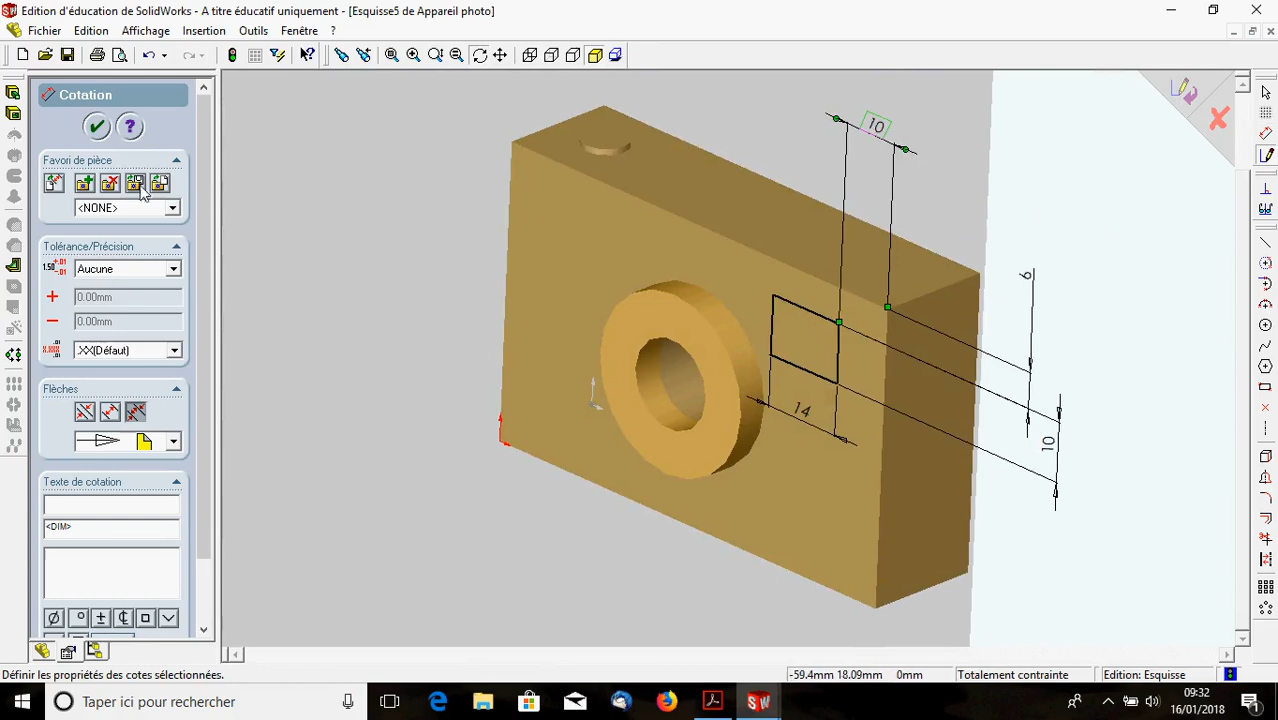 Edition d'éducation de SolidWorks - A titre éducatif uniquement - [Esquisse5 de Appareil photo]
Fichier Edition Affichage Insertion Outils Fenêtre ?
Cotation
Favori de pièce
<NONE>
Tolérance/Précision
Aucune
0.00mm
0.00mm
.XX(Défaut)
Flèches
Texte de cotation
<DIM>
10
6
14
10
Définir les propriétés des cotes sélectionnées.
-59.4mm 18.09mm 0mm Totalement contrainte Edition: Esquisse
Taper ici pour rechercher
09:32
16/01/2018